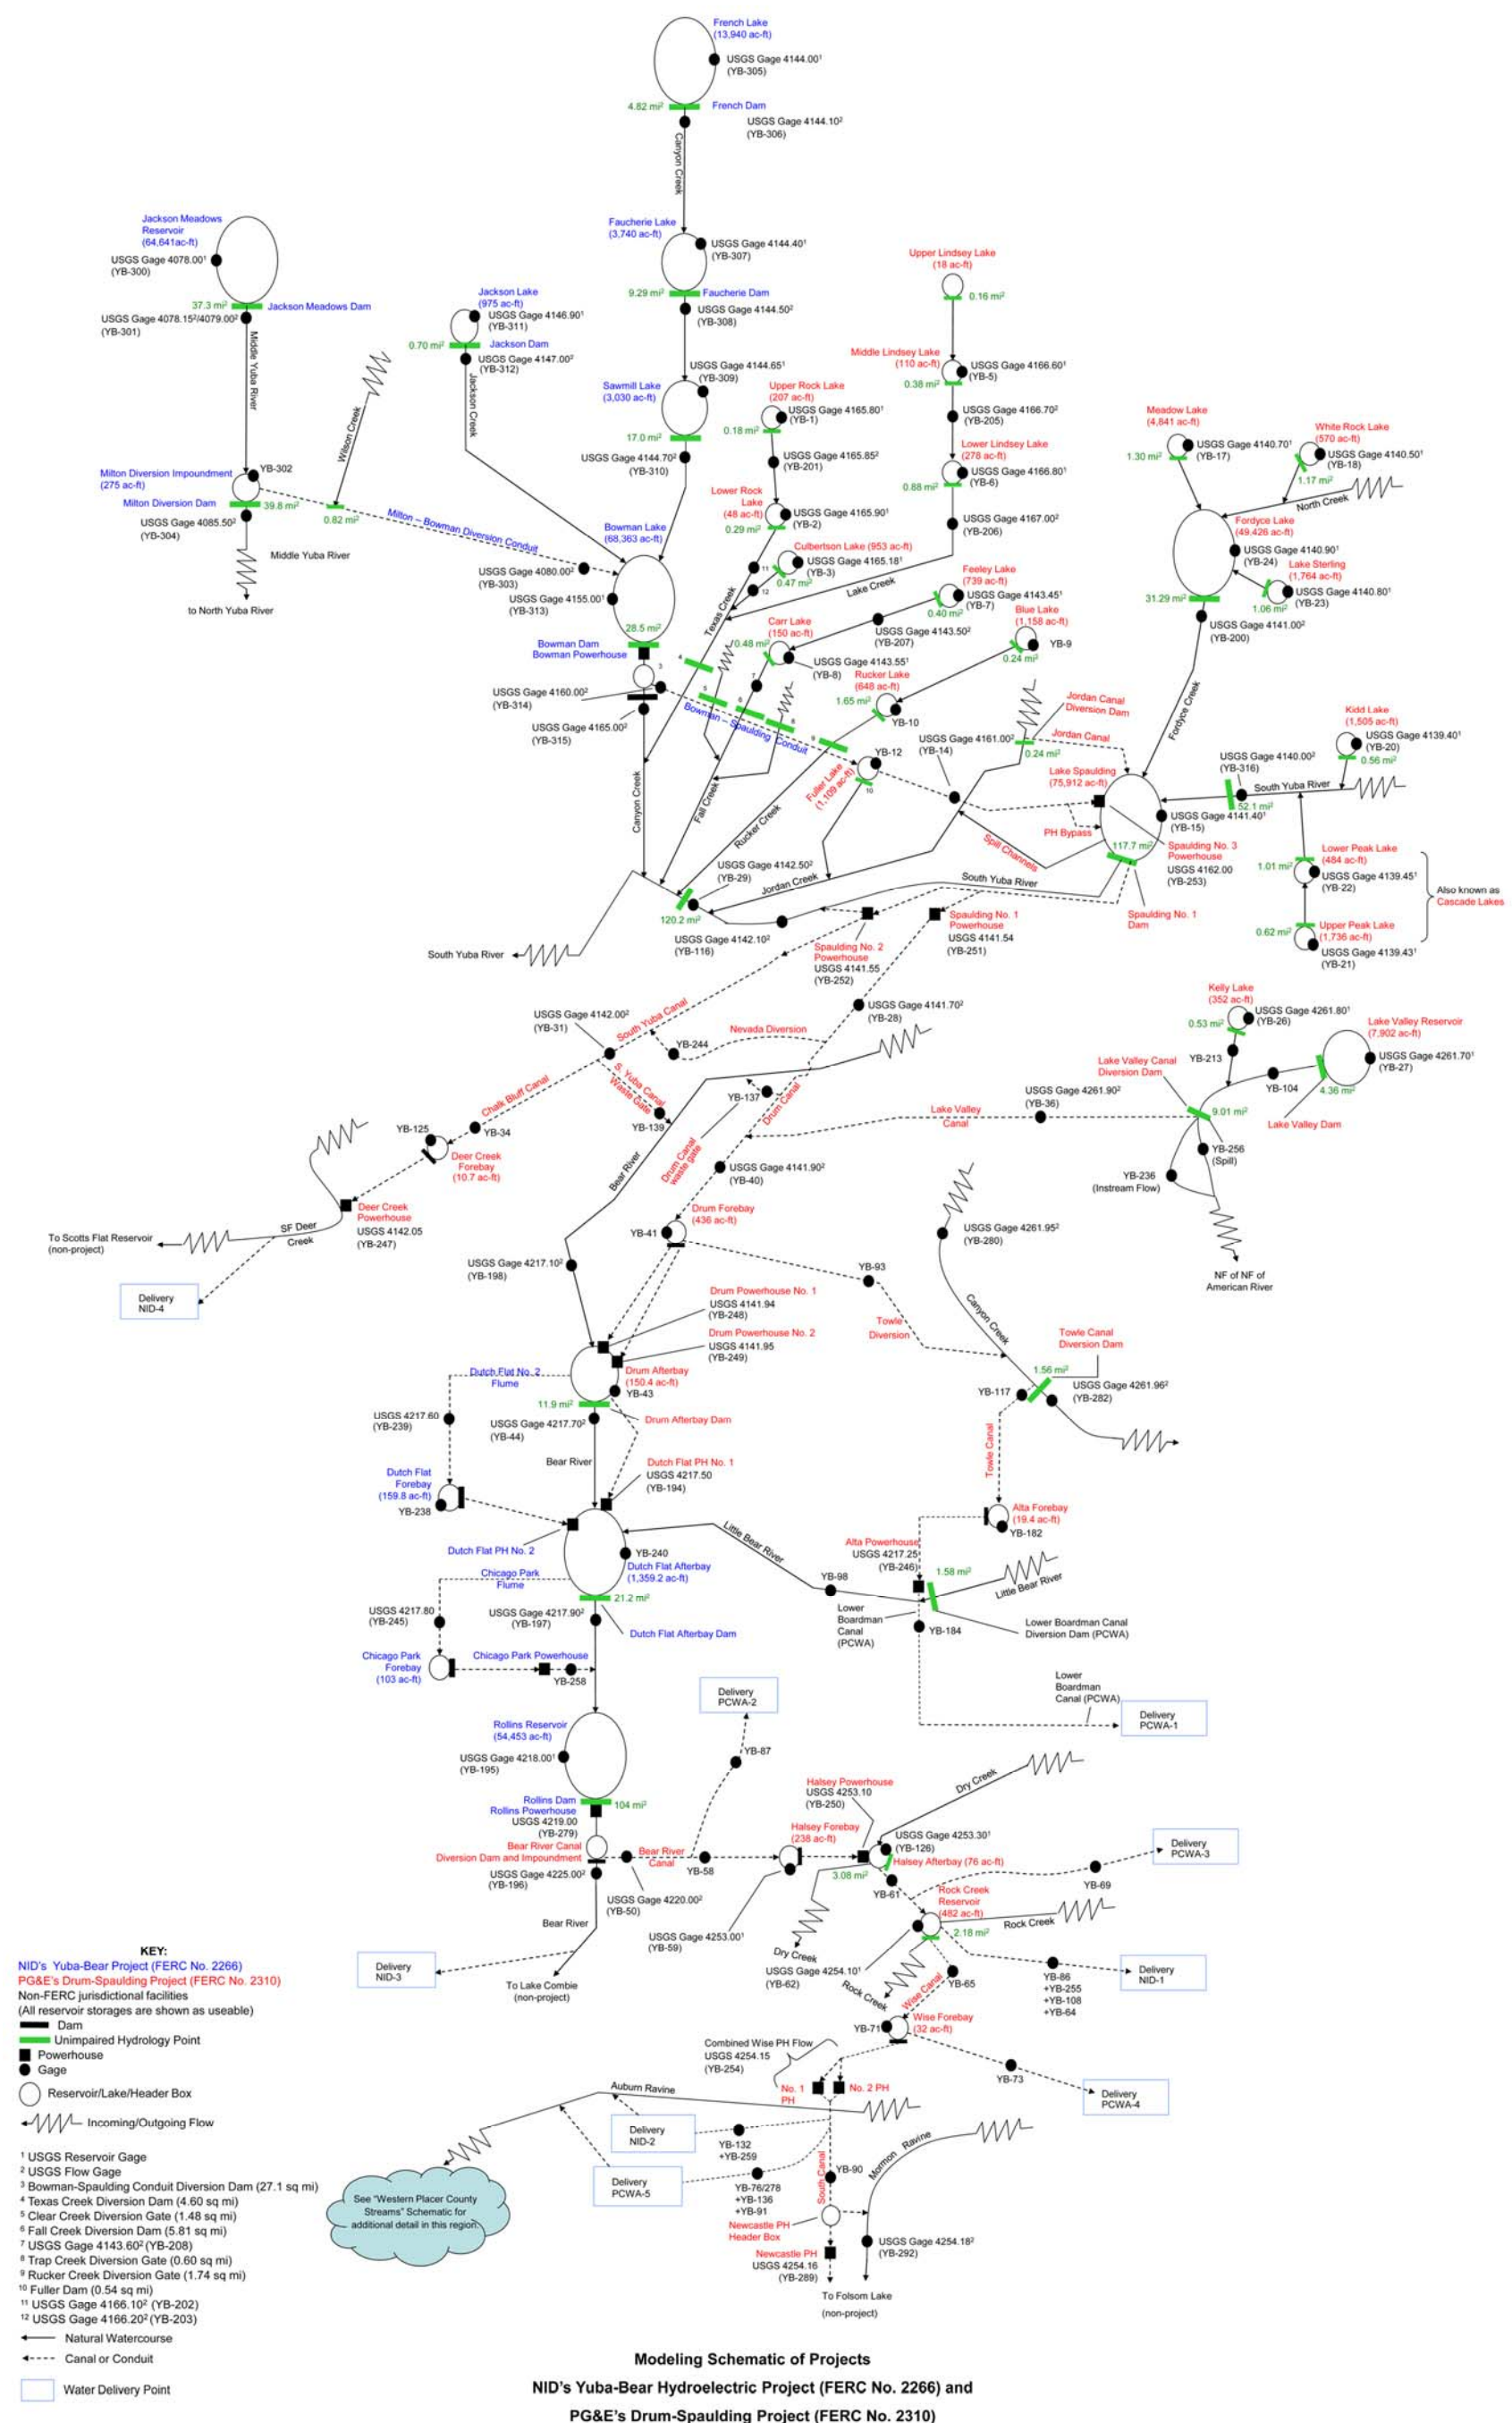 French Lake
(13,940 ac-ft)
USGS Gage 4144.00¹
(YB-305)
4.82 mi²
French Dam
USGS Gage 4144.10²
(YB-306)
Canyon Creek
Jackson Meadows
Reservoir
(64,641ac-ft)
USGS Gage 4078.00¹
(YB-300)
37.3 mi²
Jackson Meadows Dam
USGS Gage 4078.15²/4079.00²
(YB-301)
Middle Yuba River
Faucherie Lake
(3,740 ac-ft)
USGS Gage 4144.40¹
(YB-307)
9.29 mi²
Faucherie Dam
USGS Gage 4144.50²
(YB-308)
Upper Lindsey Lake
(18 ac-ft)
0.16 mi²
Jackson Lake
(975 ac-ft)
USGS Gage 4146.90¹
(YB-311)
0.70 mi²
Jackson Dam
USGS Gage 4147.00²
(YB-312)
Jackson Creek
Wilson Creek
USGS Gage 4144.65¹
(YB-309)
Sawmill Lake
(3,030 ac-ft)
17.0 mi²
USGS Gage 4144.70²
(YB-310)
Middle Lindsey Lake
(110 ac-ft)
USGS Gage 4166.60¹
(YB-5)
0.38 mi²
USGS Gage 4166.70²
(YB-205)
Upper Rock Lake
(207 ac-ft)
USGS Gage 4165.80¹
(YB-1)
0.18 mi²
USGS Gage 4165.85²
(YB-201)
Lower Lindsey Lake
(278 ac-ft)
USGS Gage 4166.80¹
(YB-6)
0.88 mi²
USGS Gage 4167.00²
(YB-206)
Lower Rock
Lake
(48 ac-ft)
USGS Gage 4165.90¹
(YB-2)
0.29 mi²
Meadow Lake
(4,841 ac-ft)
USGS Gage 4140.70¹
(YB-17)
1.30 mi²
White Rock Lake
(570 ac-ft)
USGS Gage 4140.50¹
(YB-18)
1.17 mi²
North Creek
Milton Diversion Impoundment
(275 ac-ft)
YB-302
Milton Diversion Dam
39.8 mi²
USGS Gage 4085.50²
(YB-304)
0.82 mi²
Milton – Bowman Diversion Conduit
Middle Yuba River
to North Yuba River
Bowman Lake
(68,363 ac-ft)
USGS Gage 4080.00²
(YB-303)
USGS Gage 4155.00¹
(YB-313)
28.5 mi²
Bowman Dam
Bowman Powerhouse
Culbertson Lake (953 ac-ft)
USGS Gage 4165.18¹
(YB-3)
0.47 mi²
11
12
Texas Creek
Lake Creek
Feeley Lake
(739 ac-ft)
USGS Gage 4143.45¹
(YB-7)
0.40 mi²
USGS Gage 4143.50²
(YB-207)
Fordyce Lake
(49,426 ac-ft)
USGS Gage 4140.90¹
(YB-24)
Lake Sterling
(1,764 ac-ft)
USGS Gage 4140.80¹
(YB-23)
1.06 mi²
31.29 mi²
USGS Gage 4141.00²
(YB-200)
Fordyce Creek
Carr Lake
(150 ac-ft)
0.48 mi²
USGS Gage 4143.55¹
(YB-8)
Blue Lake
(1,158 ac-ft)
YB-9
0.24 mi²
Rucker Lake
(648 ac-ft)
1.65 mi²
YB-10
3
4
5
6
7
8
9
USGS Gage 4160.00²
(YB-314)
USGS Gage 4165.00²
(YB-315)
Bowman – Spaulding Conduit
Canyon Creek
Fall Creek
Rucker Creek
YB-12
Fuller Lake
(1,109 ac-ft)
10
USGS Gage 4161.00²
(YB-14)
Jordan Canal
Diversion Dam
Jordan Canal
0.24 mi²
Lake Spaulding
(75,912 ac-ft)
PH Bypass
USGS Gage 4141.40¹
(YB-15)
Spill Channels
117.7 mi²
Spaulding No. 3
Powerhouse
USGS 4162.00
(YB-253)
USGS Gage 4140.00²
(YB-316)
South Yuba River
52.1 mi²
Kidd Lake
(1,505 ac-ft)
USGS Gage 4139.40¹
(YB-20)
0.56 mi²
Lower Peak Lake
(484 ac-ft)
1.01 mi²
USGS Gage 4139.45¹
(YB-22)
Also known as
Cascade Lakes
Upper Peak Lake
(1,736 ac-ft)
0.62 mi²
USGS Gage 4139.43¹
(YB-21)
USGS Gage 4142.50²
(YB-29)
Jordan Creek
South Yuba River
120.2 mi²
USGS Gage 4142.10²
(YB-116)
Spaulding No. 2
Powerhouse
USGS 4141.55
(YB-252)
Spaulding No. 1
Powerhouse
USGS 4141.54
(YB-251)
Spaulding No. 1
Dam
South Yuba River
USGS Gage 4142.00²
(YB-31)
South Yuba Canal
Nevada Diversion
YB-244
USGS Gage 4141.70²
(YB-28)
S. Yuba Canal
Waste Gate
YB-139
YB-137
Drum Canal
Drum Canal
waste gate
Chalk Bluff Canal
YB-125
YB-34
Deer Creek
Forebay
(10.7 ac-ft)
Deer Creek
Powerhouse
USGS 4142.05
(YB-247)
SF Deer
Creek
To Scotts Flat Reservoir
(non-project)
Delivery
NID-4
Kelly Lake
(352 ac-ft)
USGS Gage 4261.80¹
(YB-26)
0.53 mi²
YB-213
Lake Valley Reservoir
(7,902 ac-ft)
USGS Gage 4261.70¹
(YB-27)
YB-104
4.36 mi²
Lake Valley Dam
Lake Valley Canal
Diversion Dam
9.01 mi²
USGS Gage 4261.90²
(YB-36)
Lake Valley
Canal
YB-256
(Spill)
YB-236
(Instream Flow)
NF of NF of
American River
Bear River
USGS Gage 4141.90²
(YB-40)
Drum Forebay
(436 ac-ft)
YB-41
USGS Gage 4217.10²
(YB-198)
YB-93
Towle
Diversion
USGS Gage 4261.95²
(YB-280)
Canyon Creek
Drum Powerhouse No. 1
USGS 4141.94
(YB-248)
Drum Powerhouse No. 2
USGS 4141.95
(YB-249)
Towle Canal
Diversion Dam
1.56 mi²
YB-117
USGS Gage 4261.96²
(YB-282)
Towle Canal
Dutch Flat No. 2
Flume
Drum Afterbay
(150.4 ac-ft)
YB-43
11.9 mi²
Drum Afterbay Dam
USGS 4217.60
(YB-239)
USGS Gage 4217.70²
(YB-44)
Bear River
Dutch Flat PH No. 1
USGS 4217.50
(YB-194)
Dutch Flat
Forebay
(159.8 ac-ft)
YB-238
Dutch Flat PH No. 2
YB-240
Dutch Flat Afterbay
(1,359.2 ac-ft)
Little Bear River
Alta Forebay
(19.4 ac-ft)
YB-182
Alta Powerhouse
USGS 4217.25
(YB-246)
1.58 mi²
Little Bear River
YB-98
Lower
Boardman
Canal
(PCWA)
YB-184
Lower Boardman Canal
Diversion Dam (PCWA)
Lower
Boardman
Canal (PCWA)
Delivery
PCWA-1
Chicago Park
Flume
21.2 mi²
USGS 4217.80
(YB-245)
USGS Gage 4217.90²
(YB-197)
Dutch Flat Afterbay Dam
Chicago Park
Forebay
(103 ac-ft)
Chicago Park Powerhouse
YB-258
Delivery
PCWA-2
YB-87
Rollins Reservoir
(54,453 ac-ft)
USGS Gage 4218.00¹
(YB-195)
Rollins Dam
Rollins Powerhouse
USGS 4219.00
(YB-279)
104 mi²
Bear River Canal
Diversion Dam and Impoundment
USGS Gage 4225.00²
(YB-196)
Bear River
Canal
YB-58
USGS Gage 4220.00²
(YB-50)
Bear River
Delivery
NID-3
To Lake Combie
(non-project)
Halsey Powerhouse
USGS 4253.10
(YB-250)
Halsey Forebay
(238 ac-ft)
USGS Gage 4253.00¹
(YB-59)
Dry Creek
USGS Gage 4253.30¹
(YB-126)
Halsey Afterbay (76 ac-ft)
3.08 mi²
YB-61
Dry Creek
YB-69
Delivery
PCWA-3
Rock Creek
Reservoir
(482 ac-ft)
Rock Creek
2.18 mi²
USGS Gage 4254.10¹
(YB-62)
Rock Creek
Wise Canal
YB-65
YB-86
+YB-255
+YB-108
+YB-64
Delivery
NID-1
YB-71
Wise Forebay
(32 ac-ft)
YB-73
Delivery
PCWA-4
Combined Wise PH Flow
USGS 4254.15
(YB-254)
No. 1
PH
No. 2 PH
Auburn Ravine
Delivery
NID-2
YB-132
+YB-259
Delivery
PCWA-5
YB-76/278
+YB-136
+YB-91
South Canal
YB-90
Mormon Ravine
Newcastle PH
Header Box
Newcastle PH
USGS 4254.16
(YB-289)
USGS Gage 4254.18²
(YB-292)
To Folsom Lake
(non-project)
See "Western Placer County
Streams" Schematic for
additional detail in this region.
KEY:
NID's Yuba-Bear Project (FERC No. 2266)
PG&E's Drum-Spaulding Project (FERC No. 2310)
Non-FERC jurisdictional facilities
(All reservoir storages are shown as useable)
Dam
Unimpaired Hydrology Point
Powerhouse
Gage
Reservoir/Lake/Header Box
Incoming/Outgoing Flow
¹ USGS Reservoir Gage
² USGS Flow Gage
³ Bowman-Spaulding Conduit Diversion Dam (27.1 sq mi)
⁴ Texas Creek Diversion Dam (4.60 sq mi)
⁵ Clear Creek Diversion Gate (1.48 sq mi)
⁶ Fall Creek Diversion Dam (5.81 sq mi)
⁷ USGS Gage 4143.60² (YB-208)
⁸ Trap Creek Diversion Gate (0.60 sq mi)
⁹ Rucker Creek Diversion Gate (1.74 sq mi)
¹⁰ Fuller Dam (0.54 sq mi)
¹¹ USGS Gage 4166.10² (YB-202)
¹² USGS Gage 4166.20² (YB-203)
Natural Watercourse
Canal or Conduit
Water Delivery Point
Modeling Schematic of Projects
NID's Yuba-Bear Hydroelectric Project (FERC No. 2266) and
PG&E's Drum-Spaulding Project (FERC No. 2310)